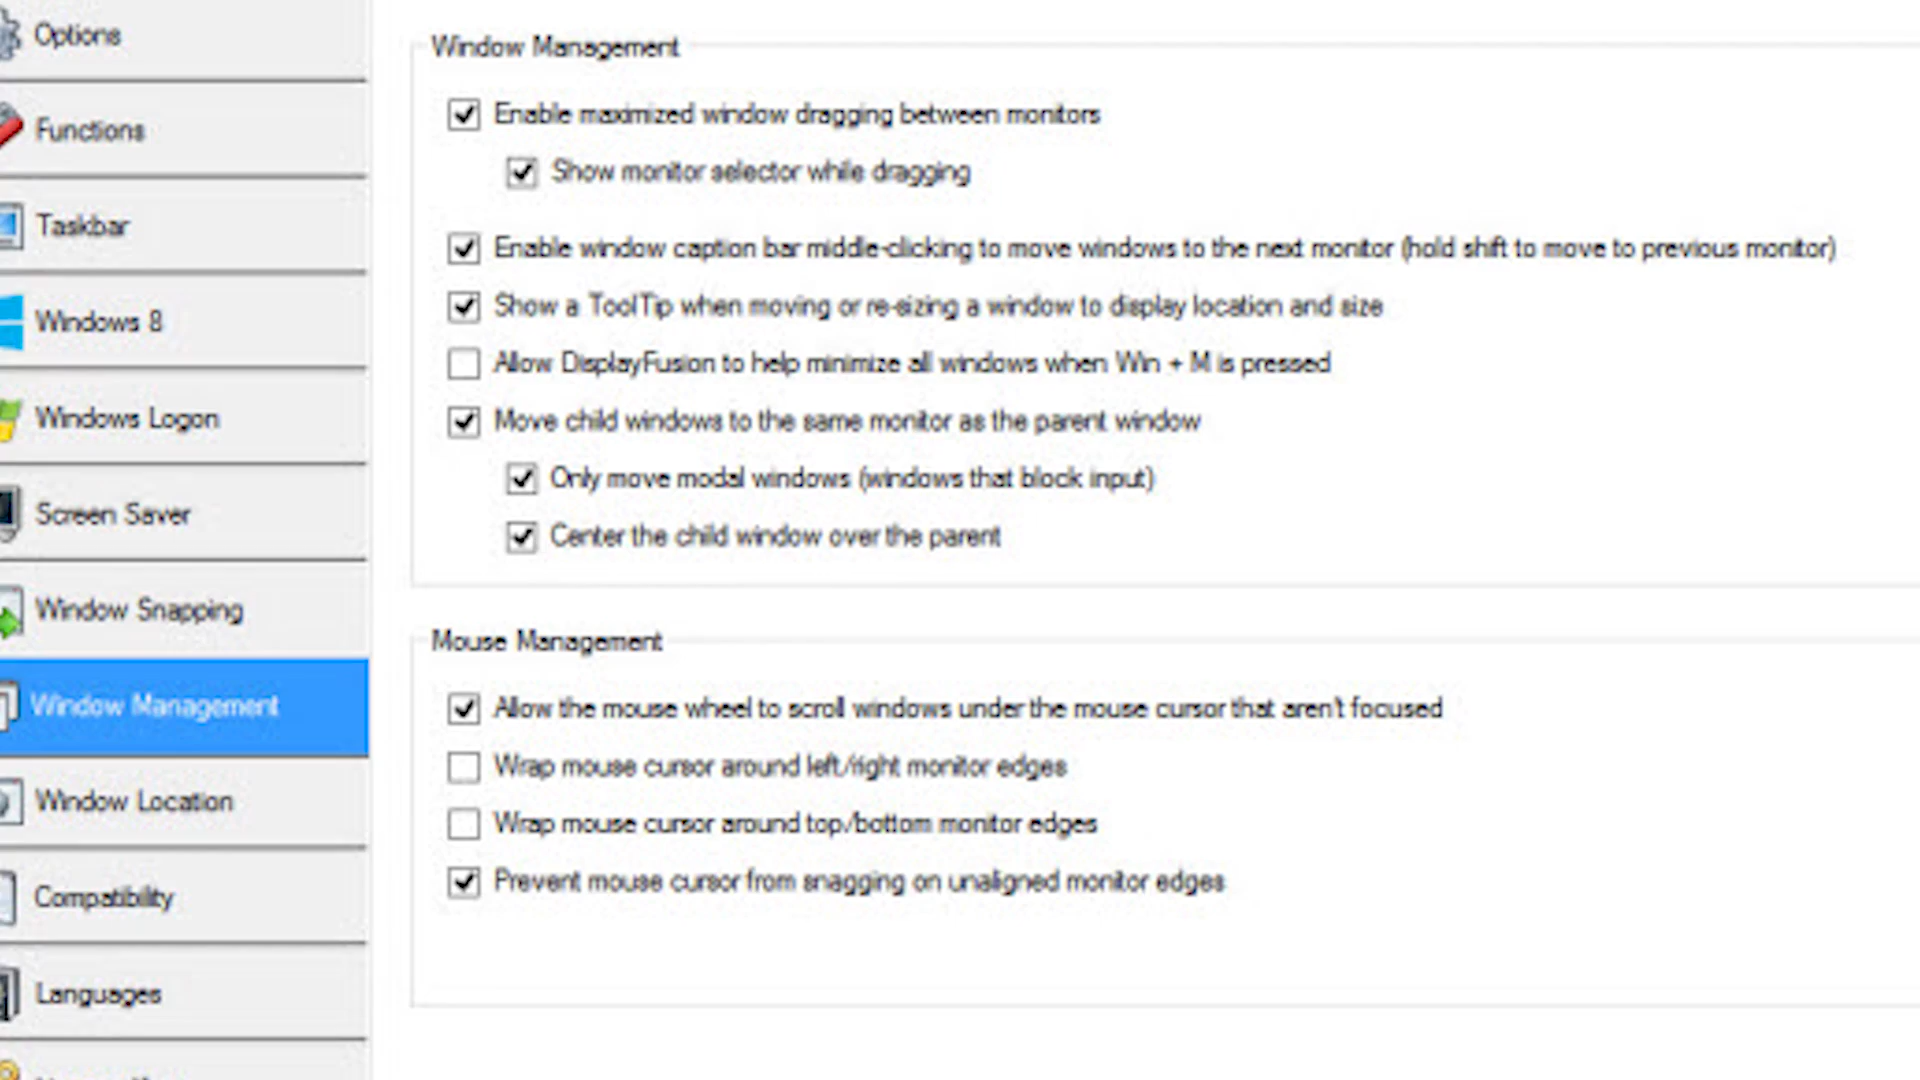 Options
Functions
Taskbar
Windows 8
Windows Logon
Screen Saver
Window Snapping
Window Management
Window Location
Compatibility
Languages
Window Management
Enable maximized window dragging between monitors
Show monitor selector while dragging
Enable window caption bar middle-clicking to move windows to the next monitor (hold shift to move to previous monitor)
Show a ToolTip when moving or re-sizing a window to display location and size
Allow DisplayFusion to help minimize all windows when Win + M is pressed
Move child windows to the same monitor as the parent window
Only move modal windows (windows that block input)
Center the child window over the parent
Mouse Management
Allow the mouse wheel to scroll windows under the mouse cursor that aren't focused
Wrap mouse cursor around left/right monitor edges
Wrap mouse cursor around top/bottom monitor edges
Prevent mouse cursor from snagging on unaligned monitor edges